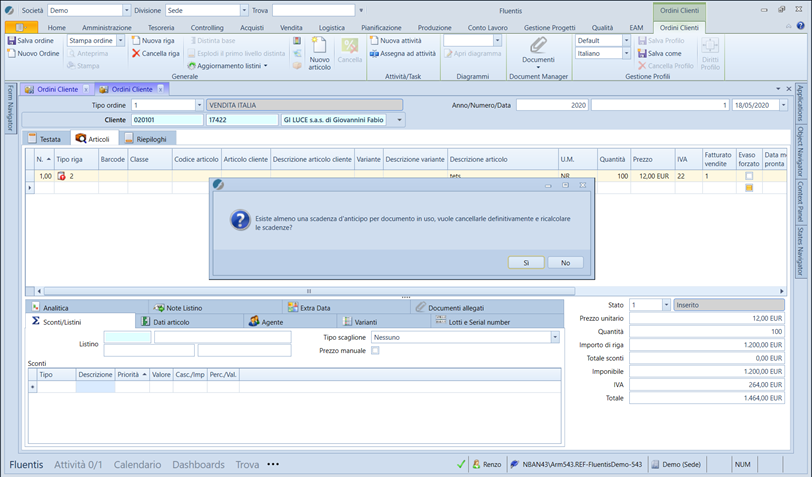 Società Demo Divisione Sede Trova Fluentis Ordini Clienti
Home Amministrazione Tesoreria Controlling Acquisti Vendita Logistica Pianificazione Produzione Conto Lavoro Gestione Progetti Qualità EAM Ordini Clienti
Salva ordine Stampa ordine Nuova riga Distinta base Nuova attività Default Salva Profilo
Nuovo Ordine Anteprima Cancella riga Esplodi il primo livello distinta Nuovo articolo Cancella Assegna ad attività Apri diagramma Documenti Italiano Salva come Diritti Profilo
Stampa Aggiornamento listini Cancella Profilo
Generale Attività/Task Diagrammi Document Manager Gestione Profili
Form Navigator
Ordini Cliente x Ordini Cliente x
Tipo ordine 1 VENDITA ITALIA Anno/Numero/Data 2020 1 18/05/2020
Cliente 020101 17422 GI LUCE s.a.s. di Giovannini Fabio
Testata Articoli Riepiloghi
N. Tipo riga Barcode Classe Codice articolo Articolo cliente Descrizione articolo cliente Variante Descrizione variante Descrizione articolo U.M. Quantità Prezzo IVA Fatturato vendite Evaso forzato Data me pronta
1,00 2 tets NR 100 12,00 EUR 22 1
Applications Object Navigator Context Panel States Navigator
Esiste almeno una scadenza d'anticipo per documento in uso, vuole cancellarle definitivamente e ricalcolare
le scadenze?
Sì No
Analitica Note Listino Extra Data Documenti allegati
Sconti/Listini Dati articolo Agente Varianti Lotti e Serial number
Listino Tipo scaglione Nessuno
Prezzo manuale
Sconti
Tipo Descrizione Priorità Valore Casc./Imp Perc./Val.
Stato 1 Inserito
Prezzo unitario 12,00 EUR
Quantità 100
Importo di riga 1.200,00 EUR
Totale sconti 0,00 EUR
Imponibile 1.200,00 EUR
IVA 264,00 EUR
Totale 1.464,00 EUR
Fluentis Attività 0/1 Calendario Dashboards Trova ••• Renzo NBAN43\Arm543.REF-FluentisDemo-543 Demo (Sede) NUM